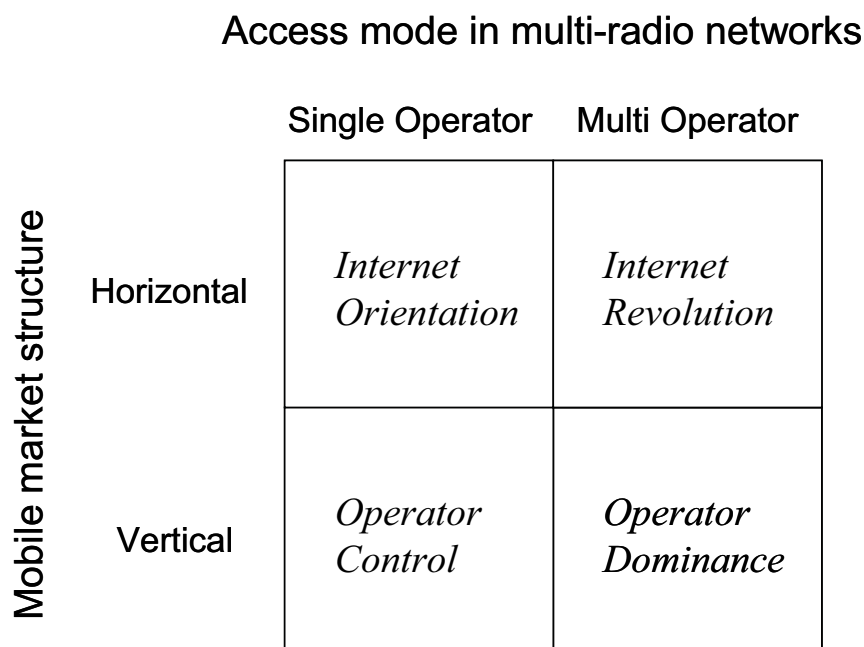 Access mode in multi-radio networks
Single Operator Multi Operator
Mobile market structure
Horizontal
Internet
Orientation
Internet
Revolution
Vertical
Operator
Control
Operator
Dominance